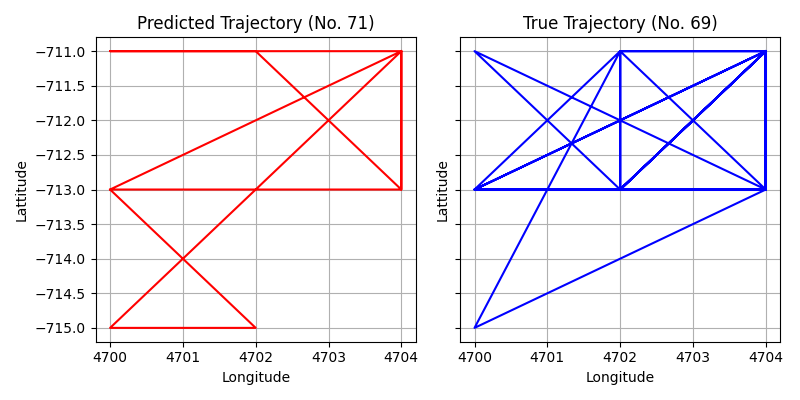 Predicted Trajectory (No. 71)
True Trajectory (No. 69)
−711.0
−711.5
−712.0
−712.5
−713.0
−713.5
−714.0
−714.5
−715.0
Lattitude
Lattitude
4700 4701 4702 4703 4704
4700 4701 4702 4703 4704
Longitude
Longitude